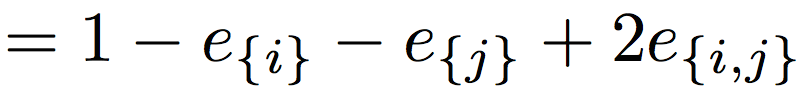 = 1 − e_{\{i\}} − e_{\{j\}} + 2e_{\{i,j\}}